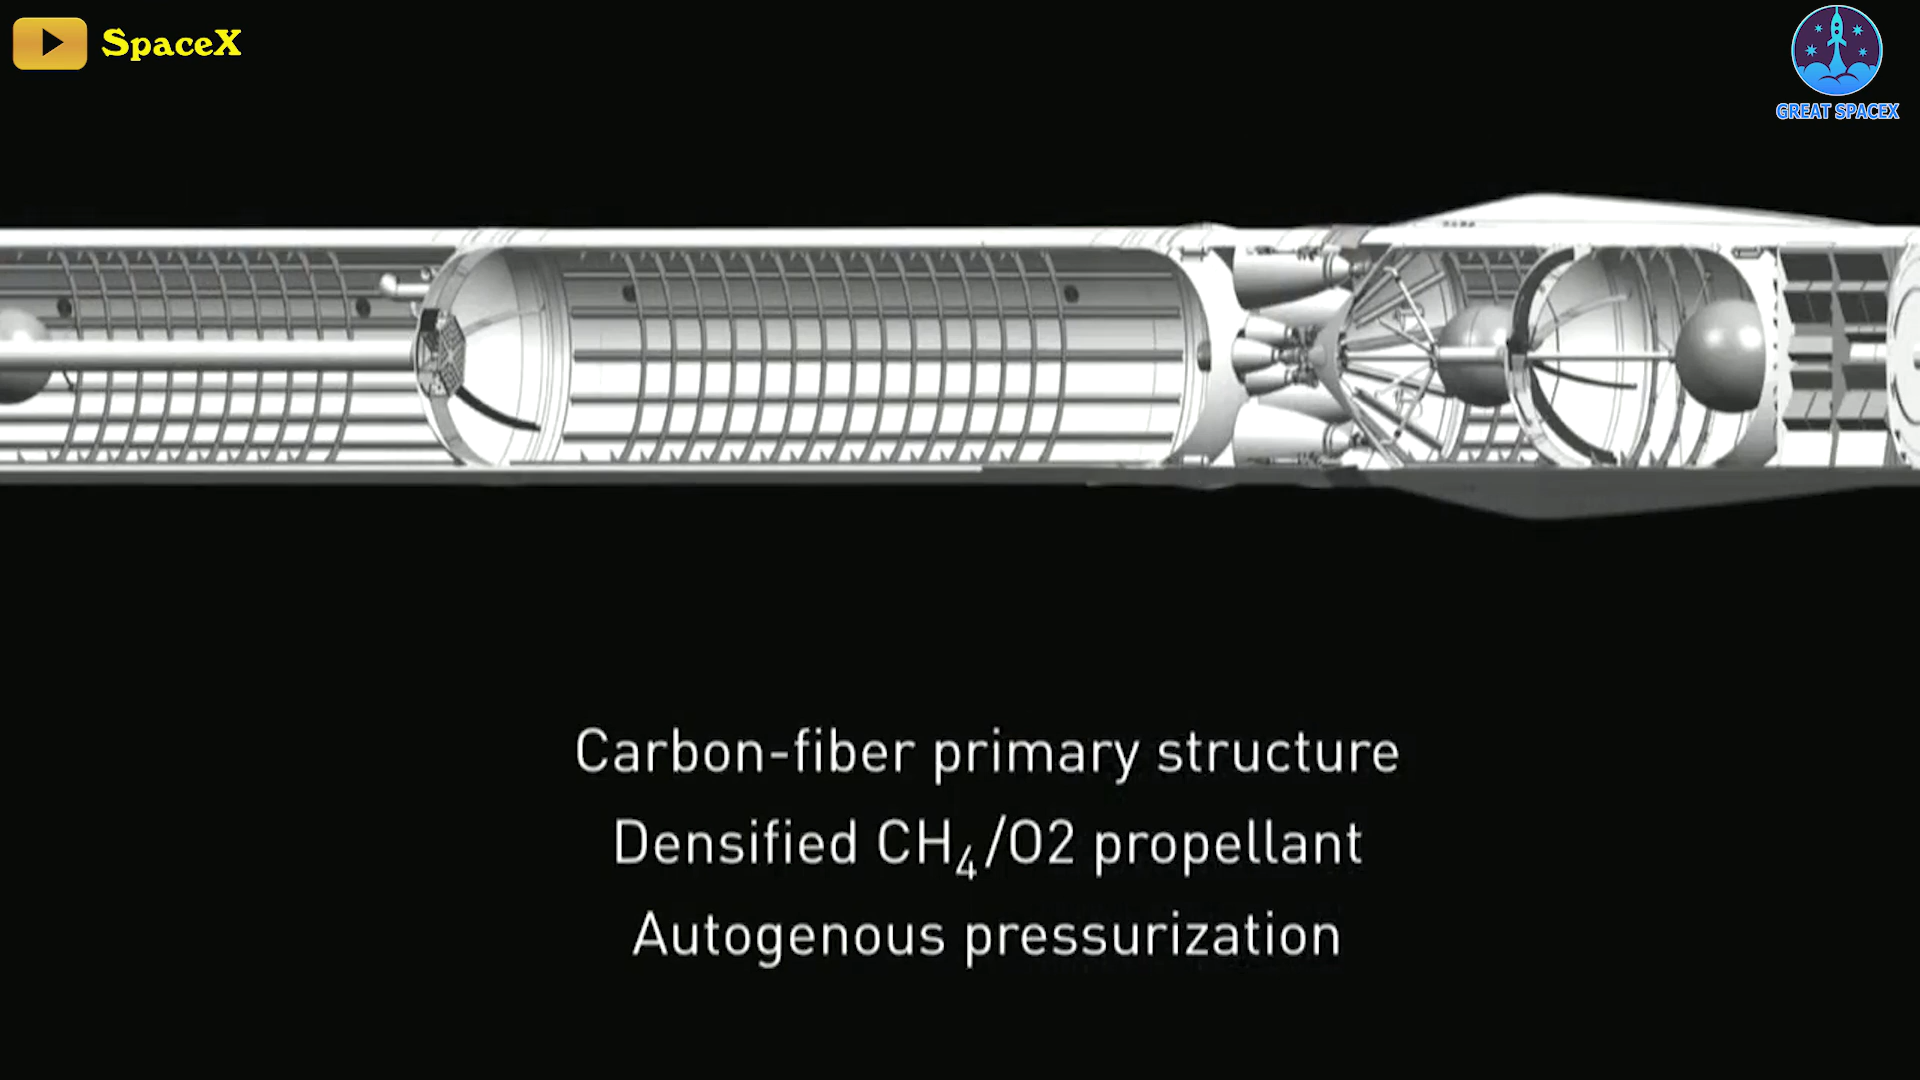 SpaceX
GREAT SPACEX
Carbon-fiber primary structure
Densified CH₄/O2 propellant
Autogenous pressurization